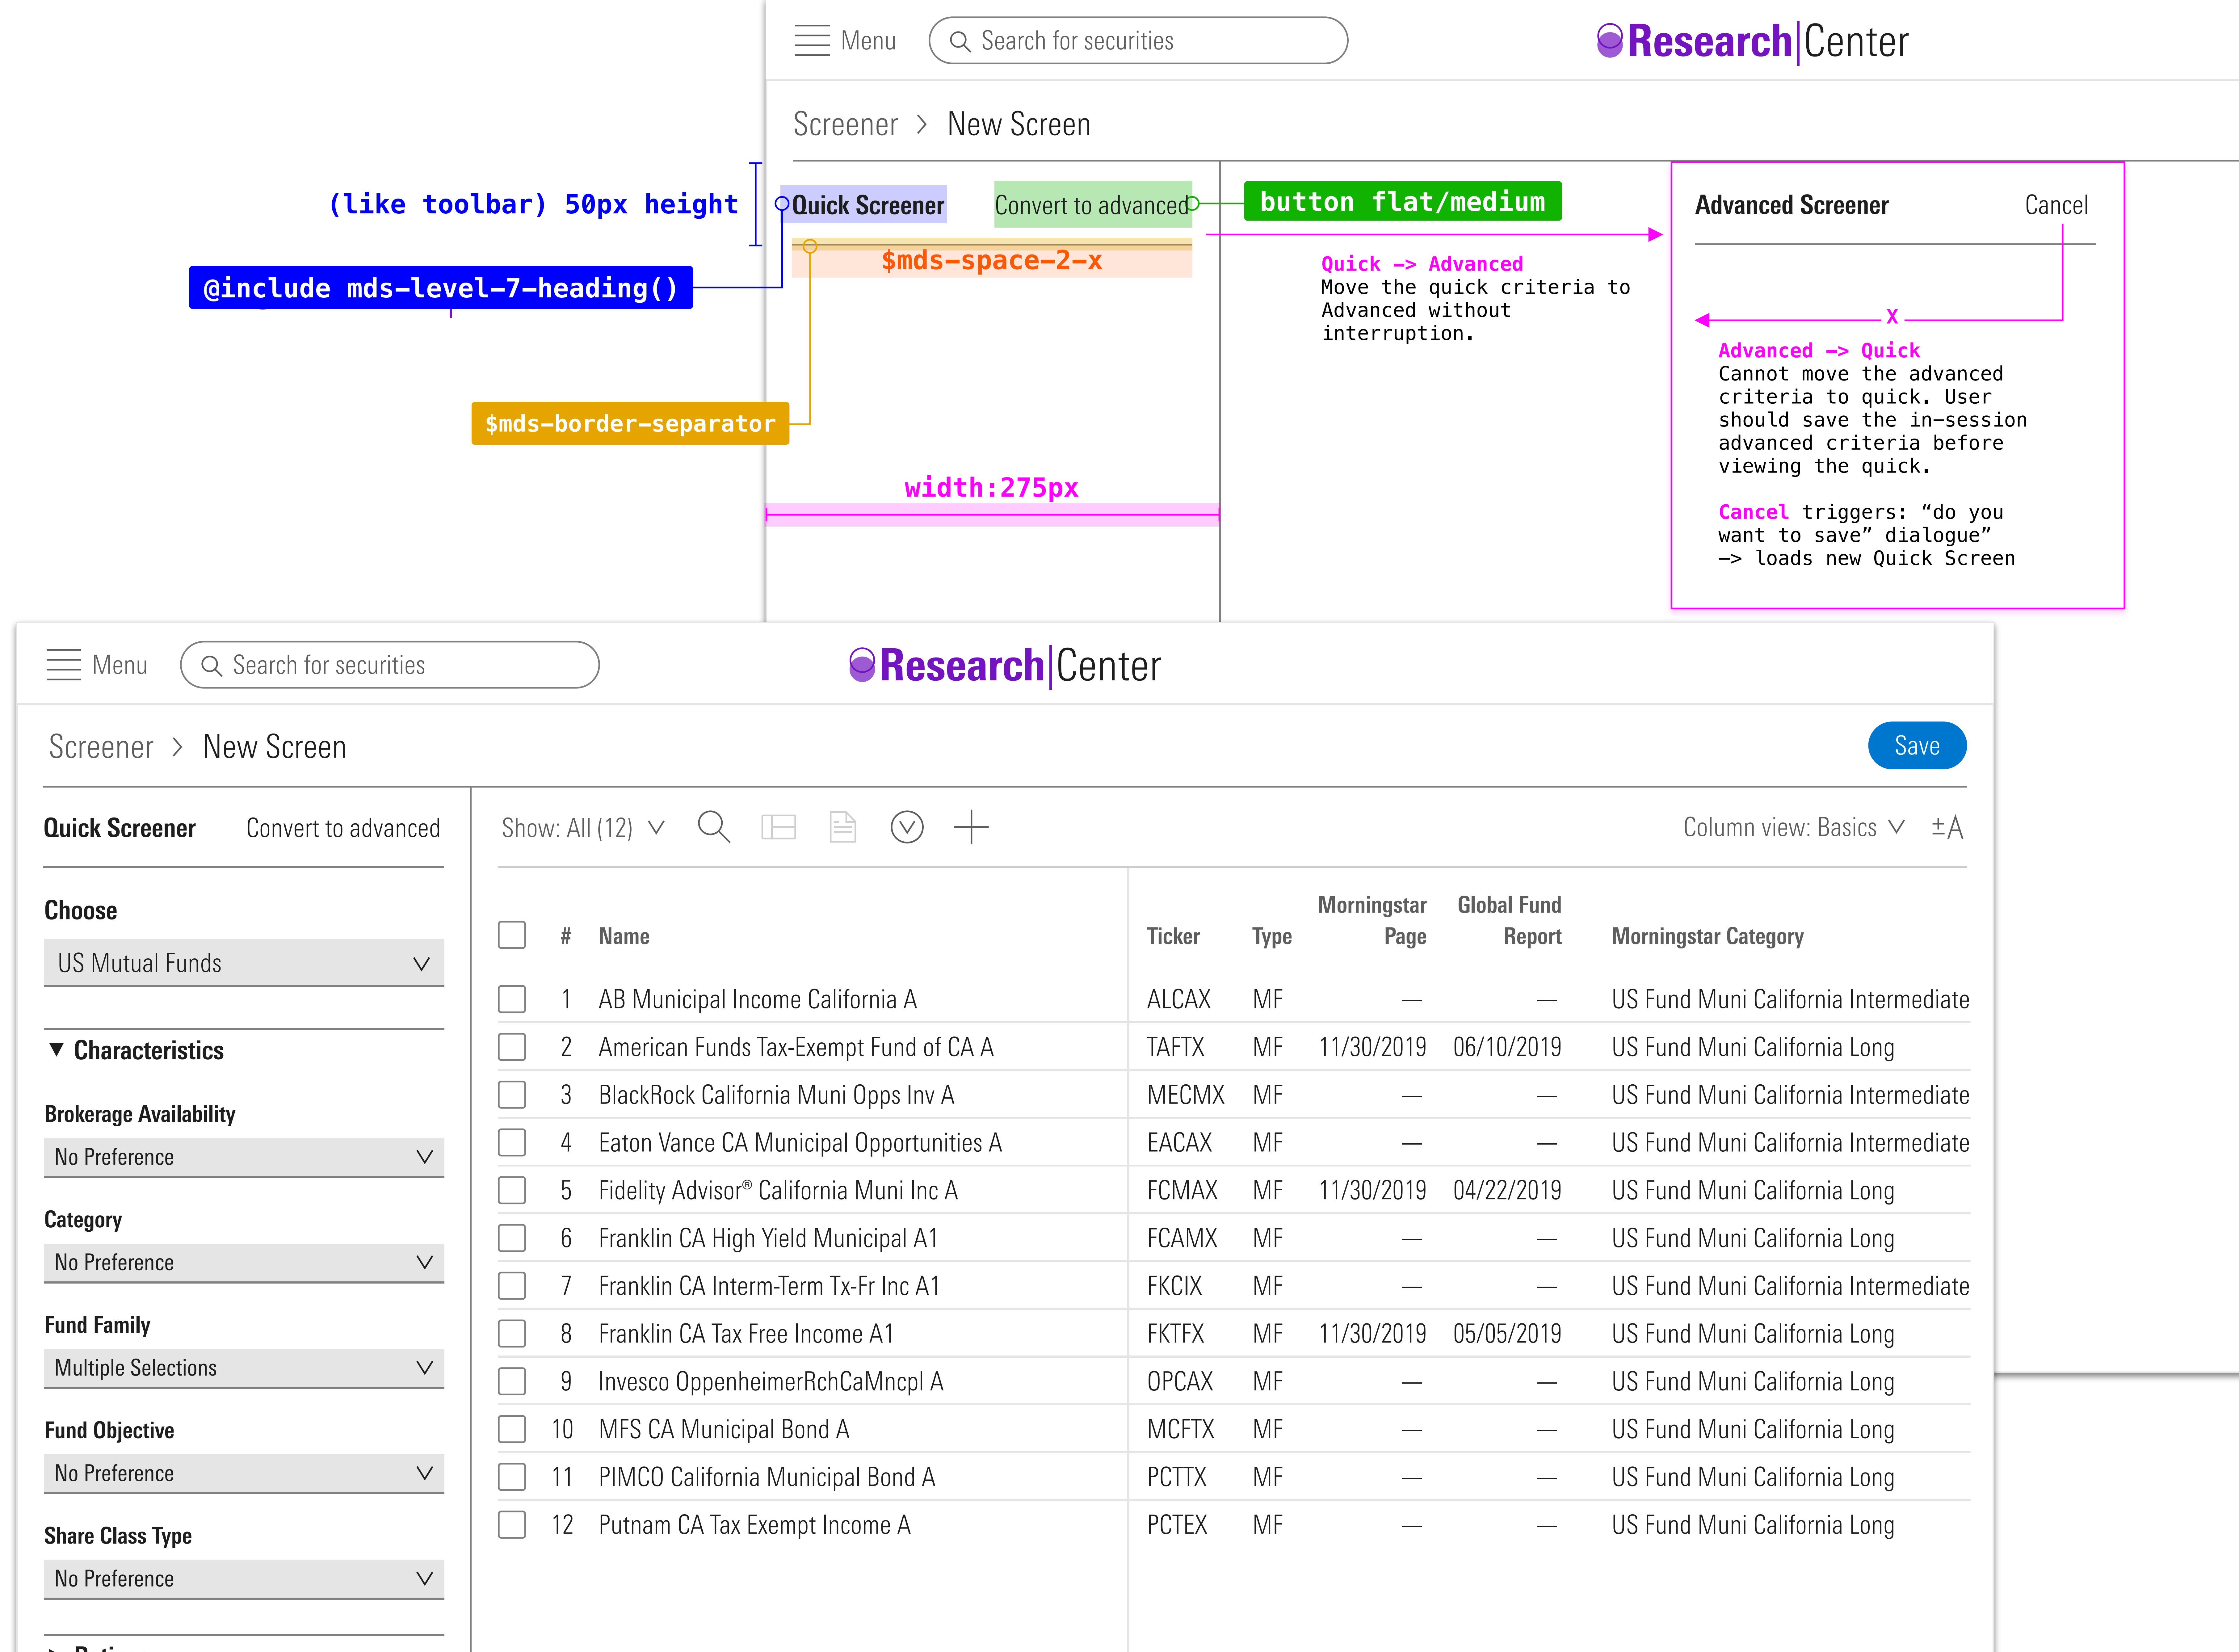 Menu
Search for securities
Research|Center
Screener > New Screen
(like toolbar) 50px height
Quick Screener
Convert to advanced
button flat/medium
Advanced Screener
Cancel
@include mds-level-7-heading()
$mds-space-2-x
$mds-border-separator
width:275px
Quick -> Advanced
Move the quick criteria to
Advanced without
interruption.
X
Advanced -> Quick
Cannot move the advanced
criteria to quick. User
should save the in-session
advanced criteria before
viewing the quick.
Cancel triggers: “do you
want to save” dialogue”
-> loads new Quick Screen
Menu
Search for securities
Research|Center
Screener > New Screen
Save
Quick Screener
Convert to advanced
Show: All (12)
Column view: Basics
±A
Choose
US Mutual Funds
Characteristics
Brokerage Availability
No Preference
Category
No Preference
Fund Family
Multiple Selections
Fund Objective
No Preference
Share Class Type
No Preference
# Name Ticker Type Morningstar Page Global Fund Report Morningstar Category
1 AB Municipal Income California A ALCAX MF — — US Fund Muni California Intermediate
2 American Funds Tax-Exempt Fund of CA A TAFTX MF 11/30/2019 06/10/2019 US Fund Muni California Long
3 BlackRock California Muni Opps Inv A MECMX MF — — US Fund Muni California Intermediate
4 Eaton Vance CA Municipal Opportunities A EACAX MF — — US Fund Muni California Intermediate
5 Fidelity Advisor® California Muni Inc A FCMAX MF 11/30/2019 04/22/2019 US Fund Muni California Long
6 Franklin CA High Yield Municipal A1 FCAMX MF — — US Fund Muni California Long
7 Franklin CA Interm-Term Tx-Fr Inc A1 FKCIX MF — — US Fund Muni California Intermediate
8 Franklin CA Tax Free Income A1 FKTFX MF 11/30/2019 05/05/2019 US Fund Muni California Long
9 Invesco OppenheimerRchCaMncpl A OPCAX MF — — US Fund Muni California Long
10 MFS CA Municipal Bond A MCFTX MF — — US Fund Muni California Long
11 PIMCO California Municipal Bond A PCTTX MF — — US Fund Muni California Long
12 Putnam CA Tax Exempt Income A PCTEX MF — — US Fund Muni California Long